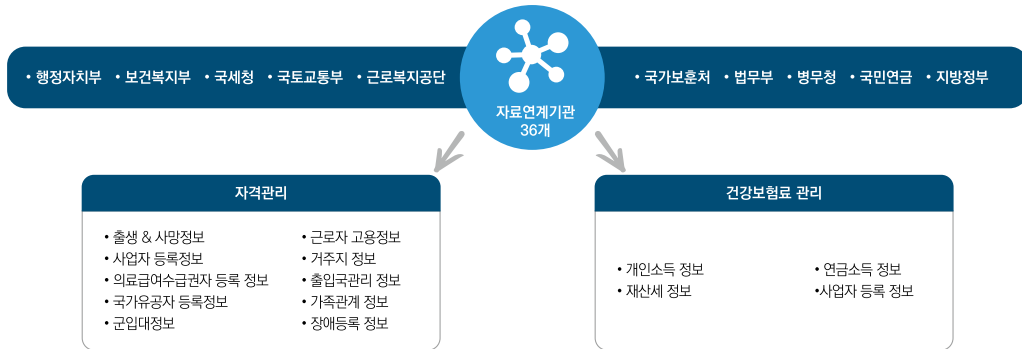 • 행정자치부 • 보건복지부 • 국세청 • 국토교통부 • 근로복지공단
자료연계기관
36개
• 국가보훈처 • 법무부 • 병무청 • 국민연금 • 지방정부
자격관리
• 출생 & 사망정보
• 사업자 등록정보
• 의료급여수급권자 등록 정보
• 국가유공자 등록정보
• 군입대정보
• 근로자 고용정보
• 거주지 정보
• 출입국관리 정보
• 가족관계 정보
• 장애등록 정보
건강보험료 관리
• 개인소득 정보
• 재산세 정보
• 연금소득 정보
•사업자 등록 정보